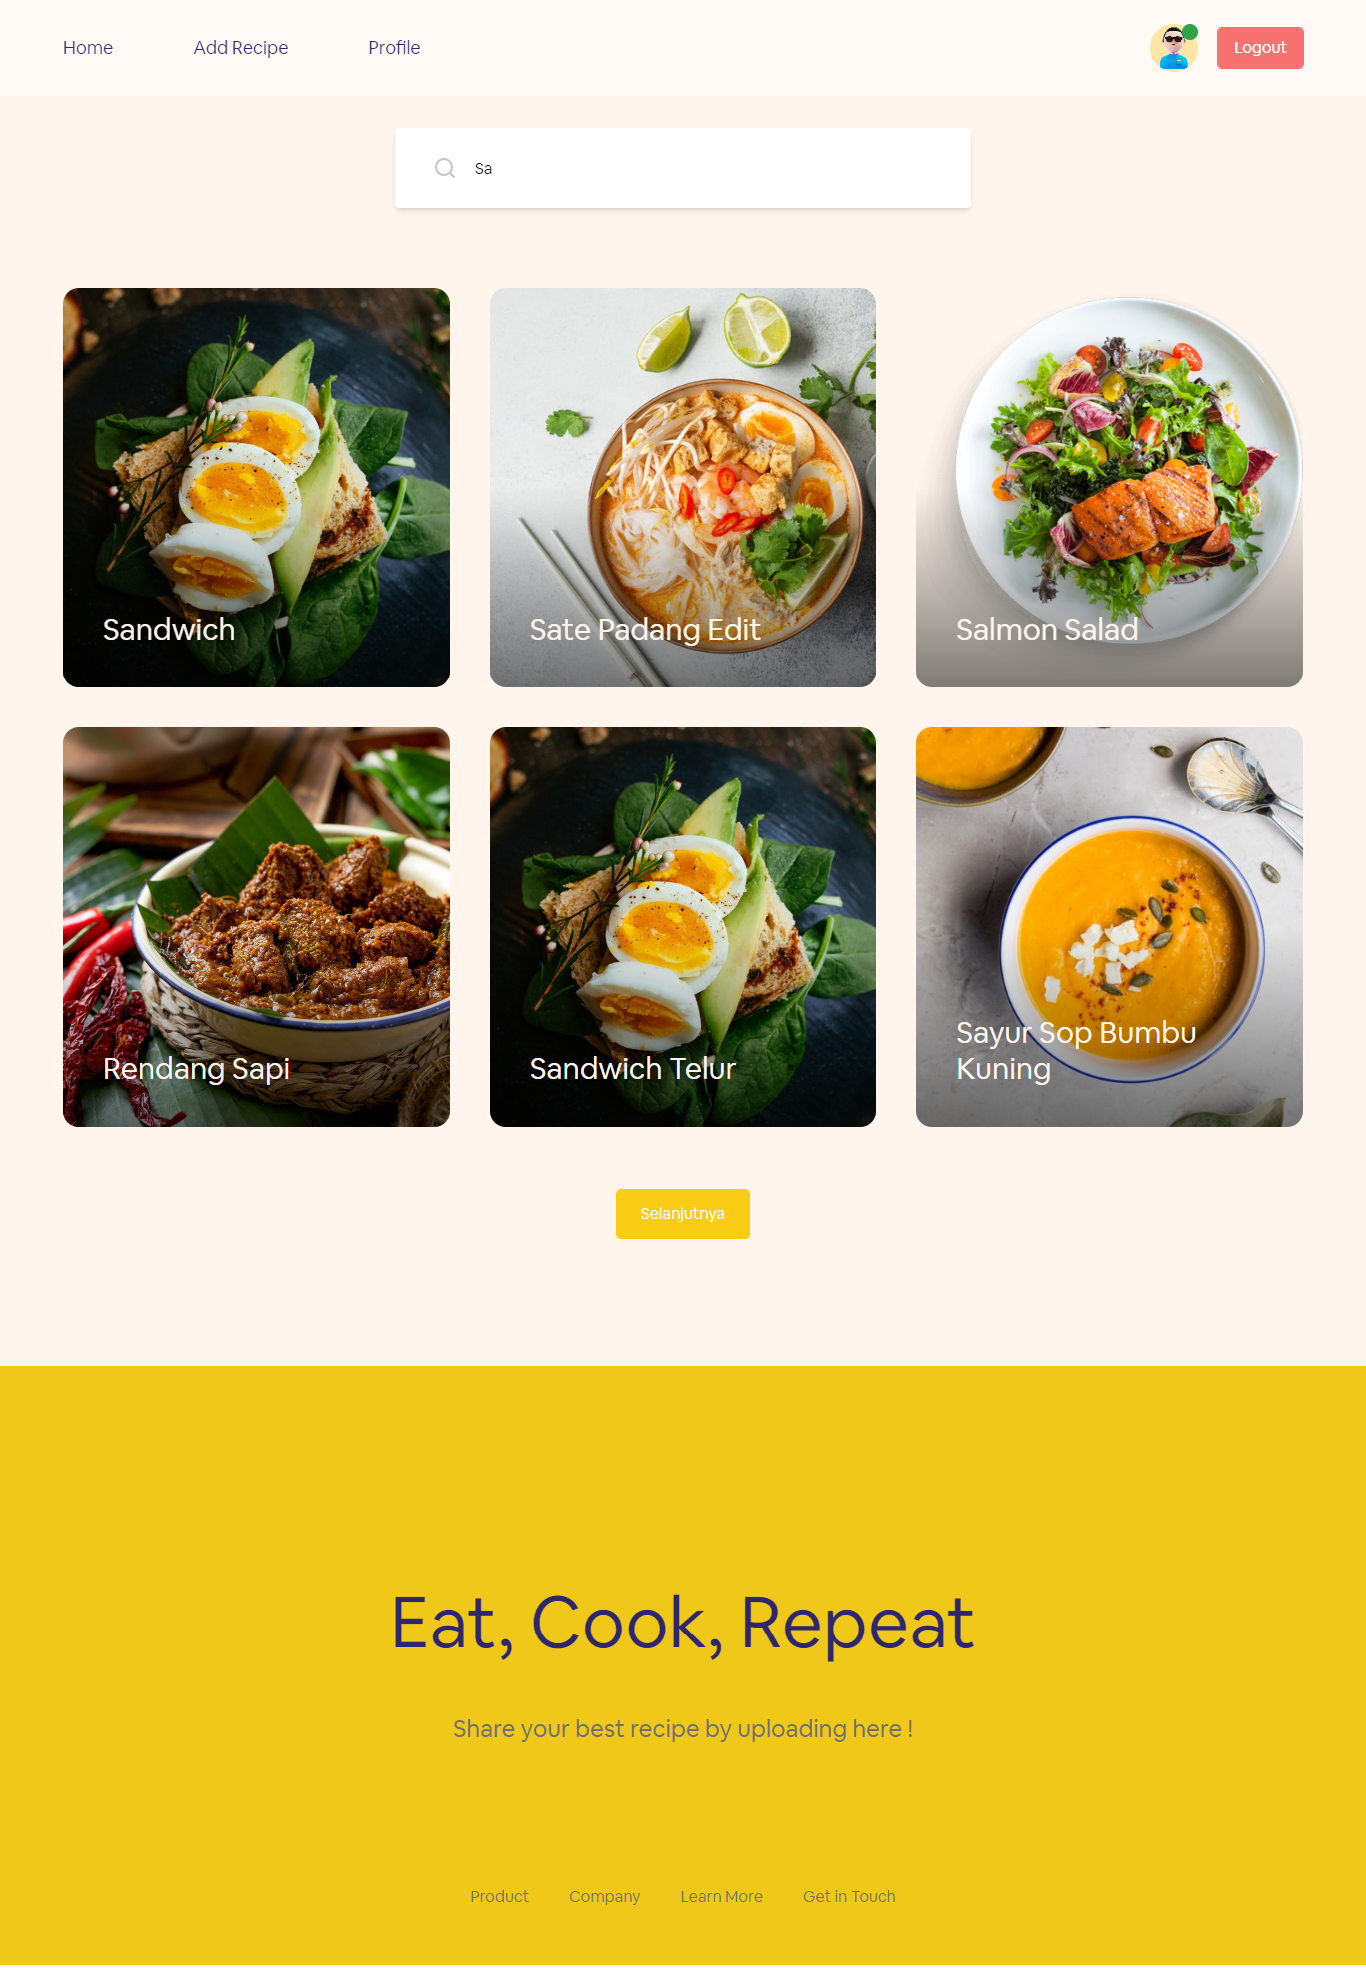 Home
Add Recipe
Profile
Logout
Sa
Sandwich
Sate Padang Edit
Salmon Salad
Rendang Sapi
Sandwich Telur
Sayur Sop Bumbu
Kuning
Selanjutnya
Eat, Cook, Repeat
Share your best recipe by uploading here !
Product
Company
Learn More
Get in Touch